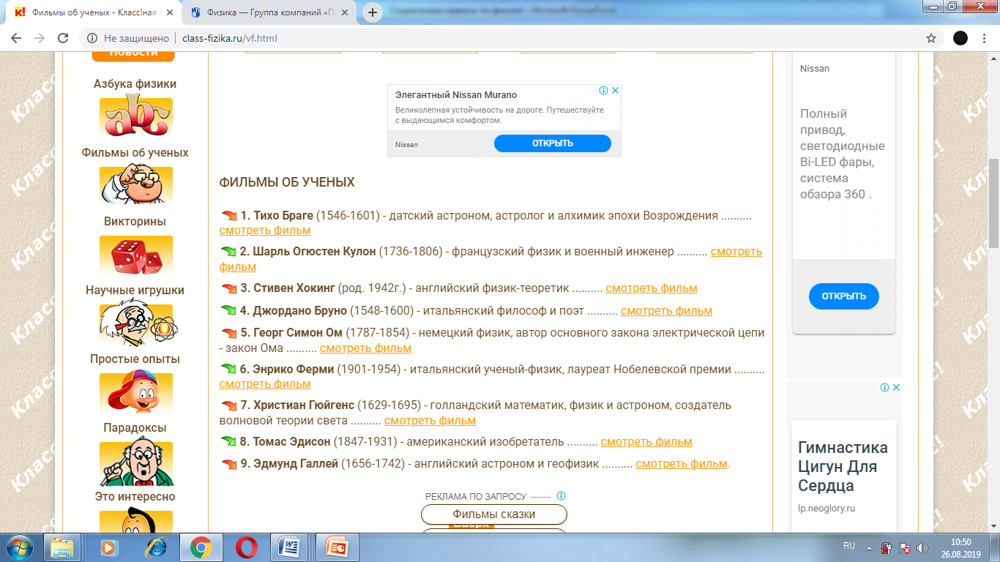 Фильмы об ученых - Класс!ная
Физика — Группа компаний «П
Социальные сервисы по физике - Microsoft PowerPoint
Не защищено
class-fizika.ru/vf.html
Новости
Азбука физики
abc
Фильмы об ученых
Викторины
Научные игрушки
Простые опыты
Парадоксы
Это интересно
Элегантный Nissan Murano
Великолепная устойчивость на дороге. Путешествуйте
с выдающимся комфортом.
Nissan
ОТКРЫТЬ
ФИЛЬМЫ ОБ УЧЕНЫХ
1. Тихо Браге (1546-1601) - датский астроном, астролог и алхимик эпохи Возрождения ..........
смотреть фильм
2. Шарль Огюстен Кулон (1736-1806) - французский физик и военный инженер .......... смотреть
фильм
3. Стивен Хокинг (род. 1942г.) - английский физик-теоретик .......... смотреть фильм
4. Джордано Бруно (1548-1600) - итальянский философ и поэт .......... смотреть фильм
5. Георг Симон Ом (1787-1854) - немецкий физик, автор основного закона электрической цепи
- закон Ома .......... смотреть фильм
6. Энрико Ферми (1901-1954) - итальянский ученый-физик, лауреат Нобелевской премии ..........
смотреть фильм
7. Христиан Гюйгенс (1629-1695) - голландский математик, физик и астроном, создатель
волновой теории света .......... смотреть фильм
8. Томас Эдисон (1847-1931) - американский изобретатель .......... смотреть фильм
9. Эдмунд Галлей (1656-1742) - английский астроном и геофизик .......... смотреть фильм.
РЕКЛАМА ПО ЗАПРОСУ
Фильмы сказки
Вверх
Nissan
Полный
привод,
светодиодные
Bi-LED фары,
система
обзора 360 .
ОТКРЫТЬ
Гимнастика
Цигун Для
Сердца
lp.neoglory.ru
RU
10:50
26.08.2019